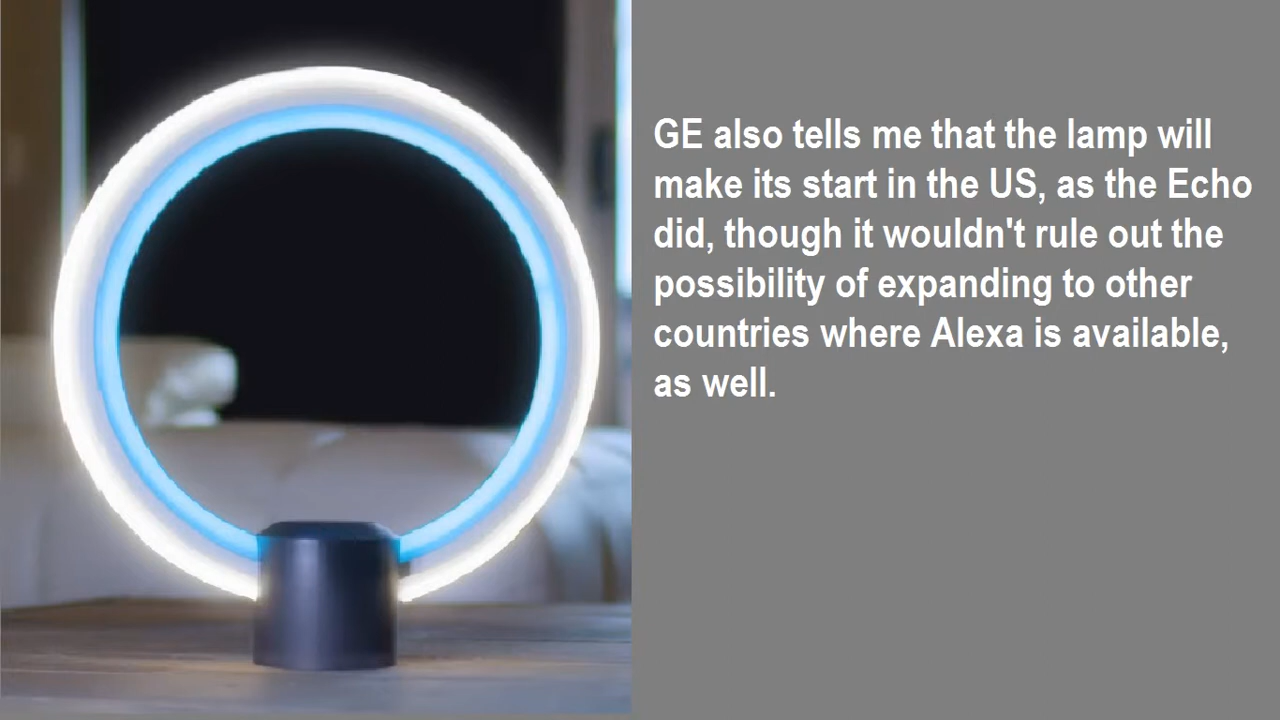 GE also tells me that the lamp will
make its start in the US, as the Echo
did, though it wouldn't rule out the
possibility of expanding to other
countries where Alexa is available,
as well.